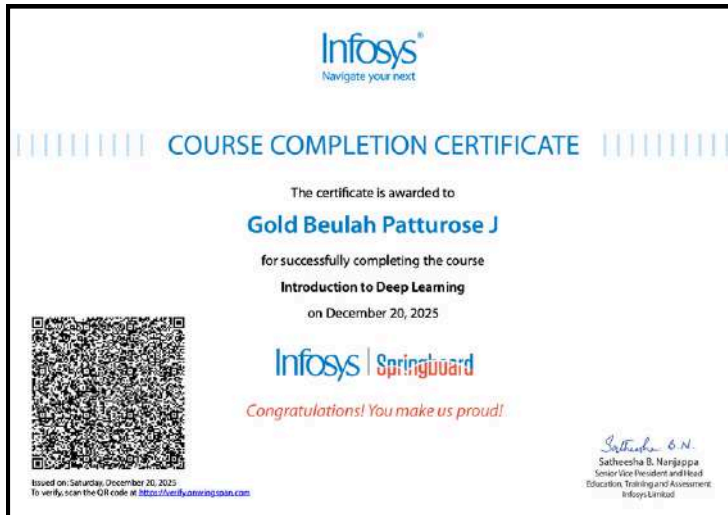 Infosys®
Navigate your next
COURSE COMPLETION CERTIFICATE
The certificate is awarded to
Gold Beulah Patturose J
for successfully completing the course
Introduction to Deep Learning
on December 20, 2025
Infosys | Springboard
Congratulations! You make us proud!
Satheesha B. N.
Satheesha B. Nanjappa
Senior Vice President and Head
Education, Training and Assessment
Infosys Limited
Issued on: Saturday, December 20, 2025
To verify, scan the QR code at https://verify.onwingspan.com